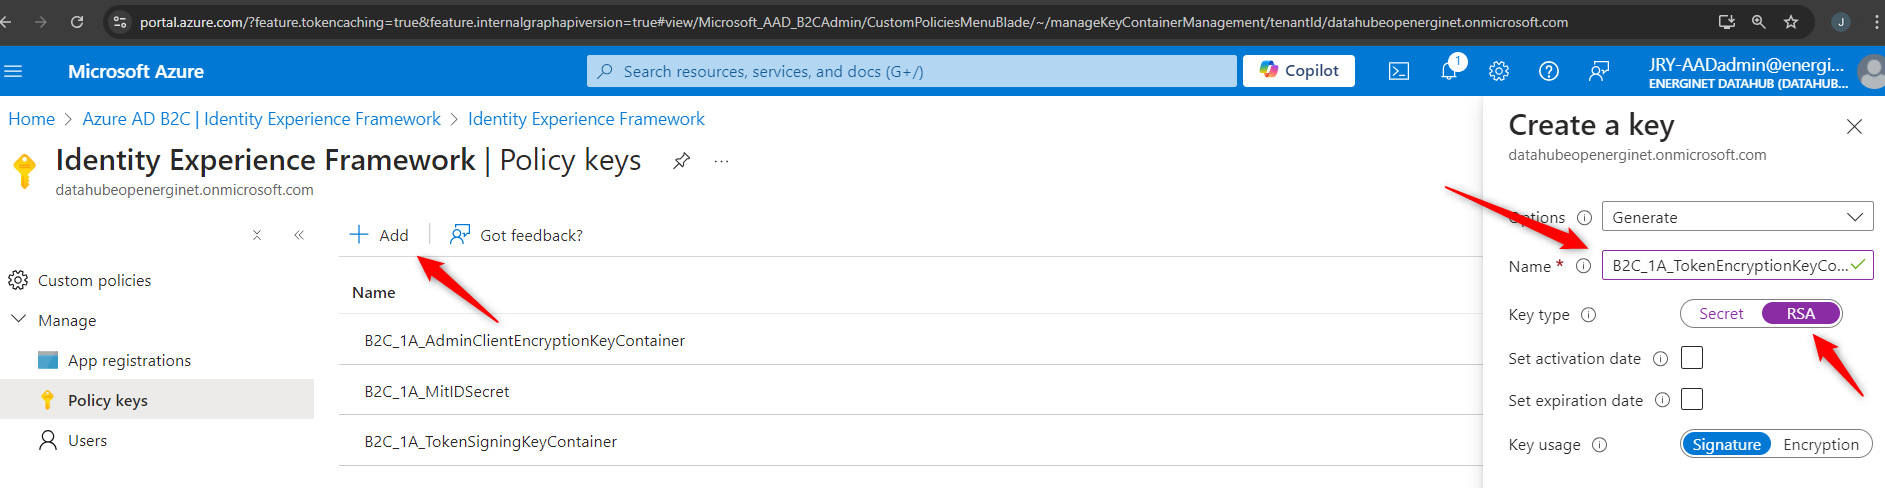 portal.azure.com/?feature.tokencaching=true&feature.internalgraphapiversion=true#view/Microsoft_AAD_B2CAdmin/CustomPoliciesMenuBlade/~/manageKeyContainerManagement/tenantId/datahubeopenerginet.onmicrosoft.com
J
Microsoft Azure
Search resources, services, and docs (G+/)
Copilot
1
JRY-AADadmin@energi...
ENERGINET DATAHUB (DATAHUB...
Home > Azure AD B2C | Identity Experience Framework > Identity Experience Framework
Identity Experience Framework | Policy keys
...
datahubeopenerginet.onmicrosoft.com
Add
Got feedback?
Custom policies
Manage
App registrations
Policy keys
Users
Name
B2C_1A_AdminClientEncryptionKeyContainer
B2C_1A_MitIDSecret
B2C_1A_TokenSigningKeyContainer
Create a key
datahubeopenerginet.onmicrosoft.com
Options
Generate
Name *
B2C_1A_TokenEncryptionKeyCo...
Key type
Secret
RSA
Set activation date
Set expiration date
Key usage
Signature
Encryption